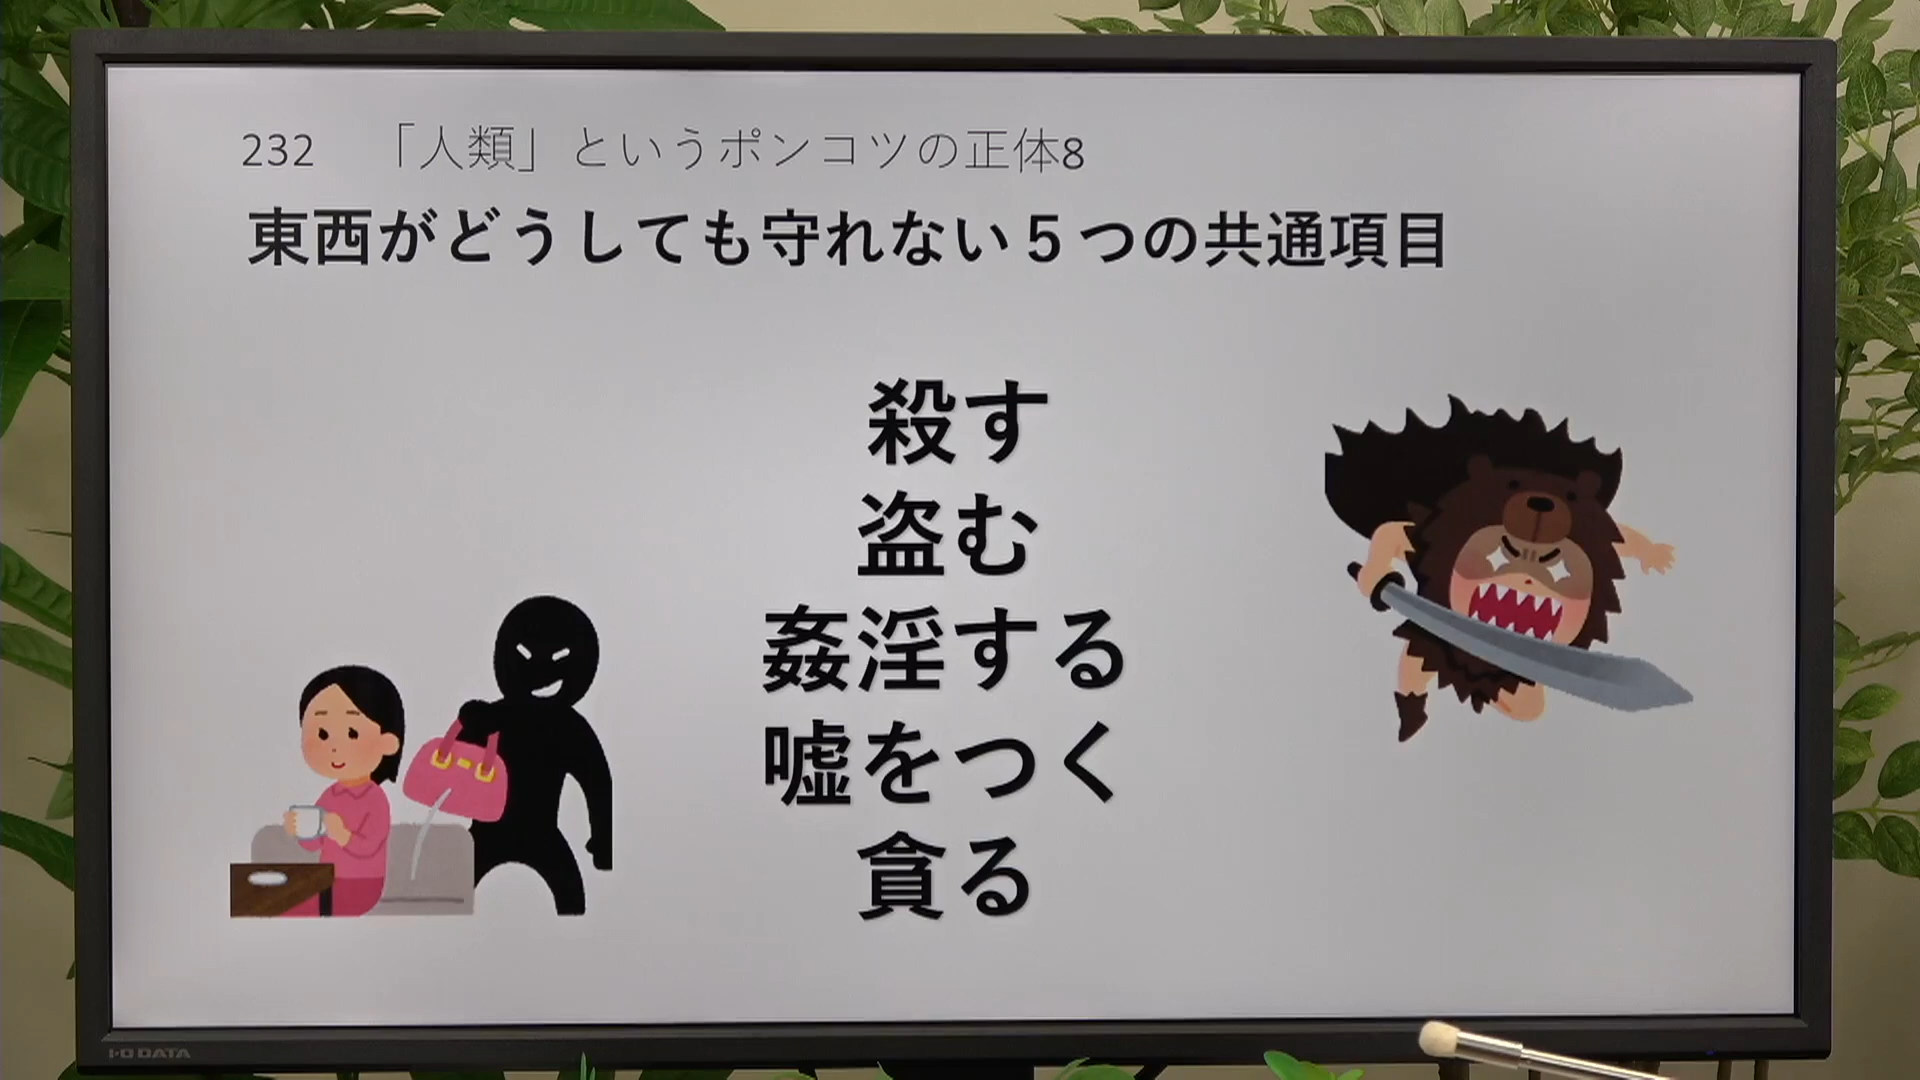 232 「人類」というポンコツの正体8
東西がどうしても守れない５つの共通項目
殺す
盗む
姦淫する
嘘をつく
貪る
I-O DATA